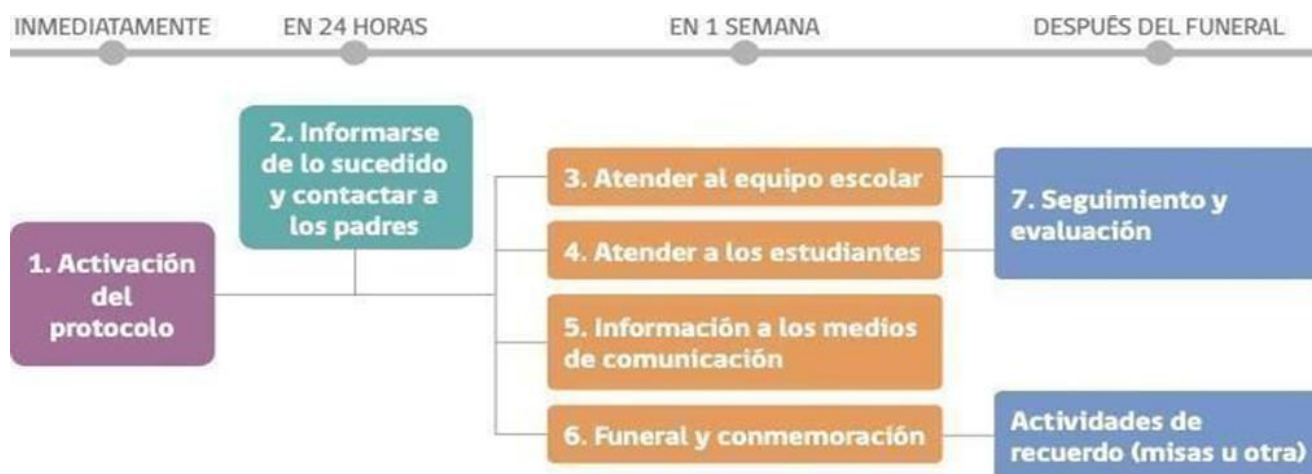 INMEDIATAMENTE
EN 24 HORAS
EN 1 SEMANA
DESPUÉS DEL FUNERAL
1. Activación
del
protocolo
2. Informarse
de lo sucedido
y contactar a
los padres
3. Atender al equipo escolar
4. Atender a los estudiantes
5. Información a los medios
de comunicación
6. Funeral y conmemoración
7. Seguimiento y
evaluación
Actividades de
recuerdo (misas u otra)